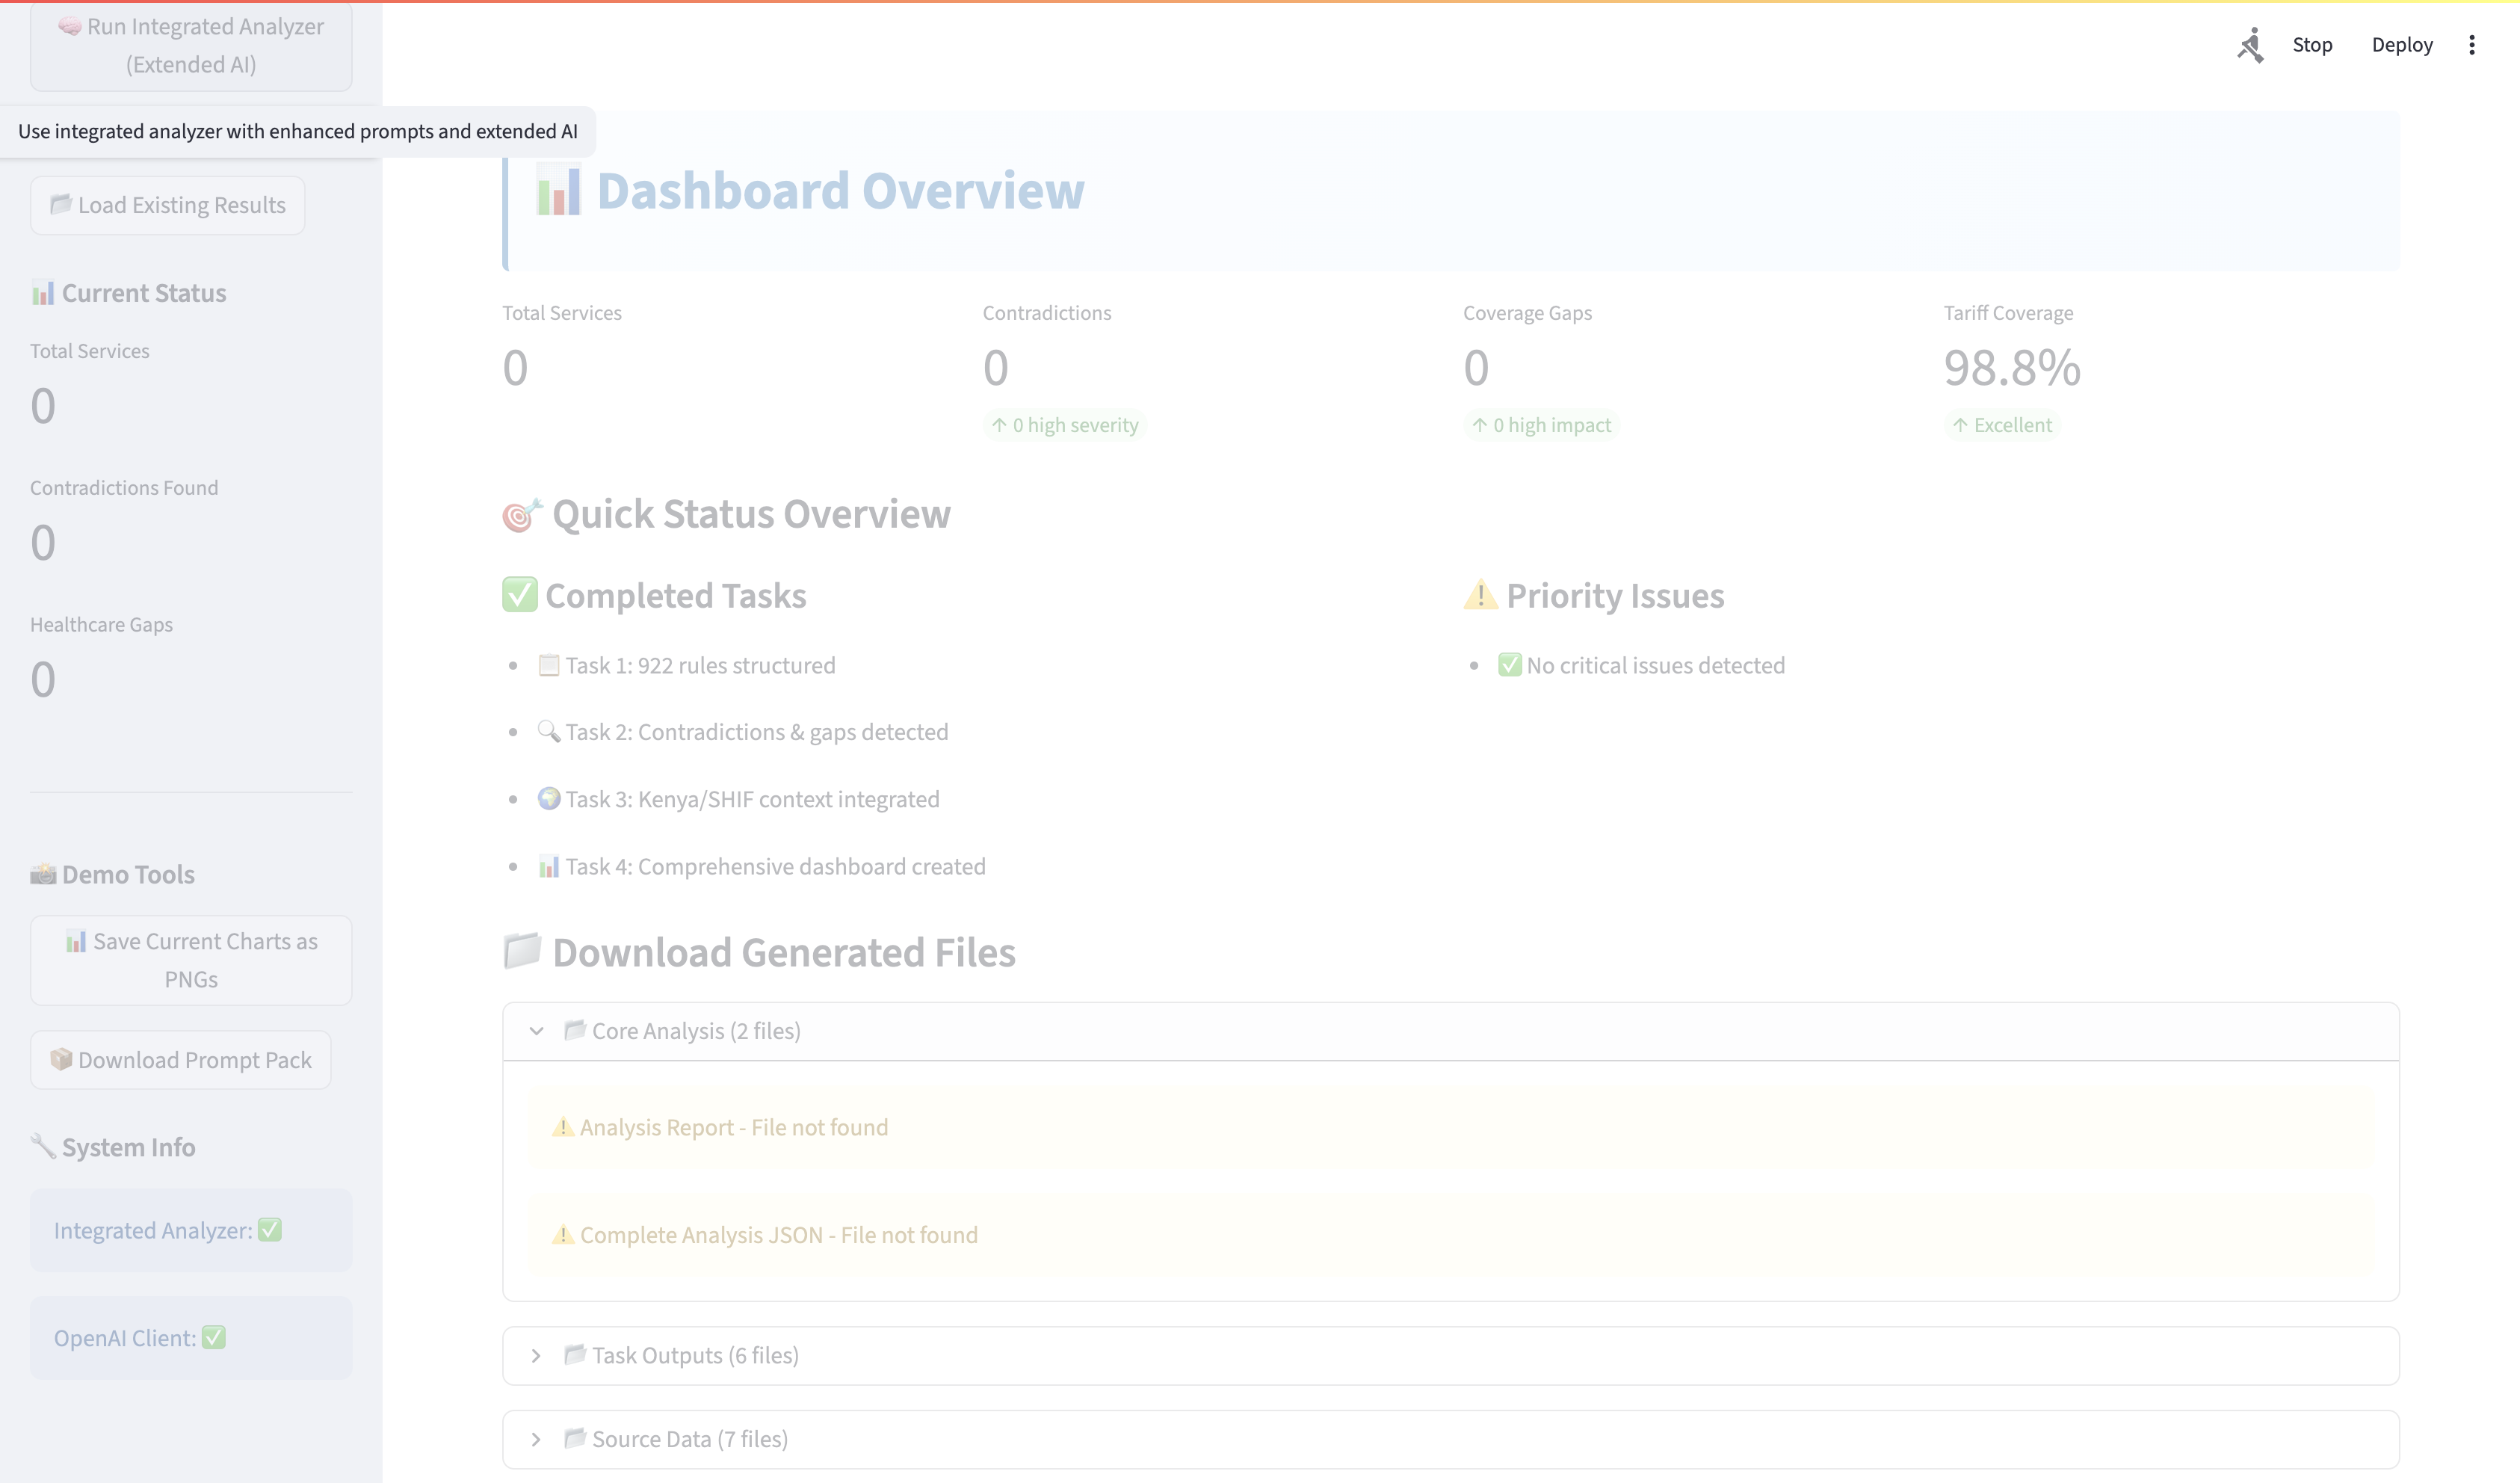 🧠 Run Integrated Analyzer
(Extended AI)
Use integrated analyzer with enhanced prompts and extended AI
📂 Load Existing Results
📊 Current Status
Total Services
0
Contradictions Found
0
Healthcare Gaps
0
📸 Demo Tools
📊 Save Current Charts as
PNGs
📦 Download Prompt Pack
🔧 System Info
Integrated Analyzer: ✅
OpenAI Client: ✅
Stop
Deploy
📊 Dashboard Overview
Total Services
0
Contradictions
0
↑ 0 high severity
Coverage Gaps
0
↑ 0 high impact
Tariff Coverage
98.8%
↑ Excellent
🎯 Quick Status Overview
✅ Completed Tasks
• 📋 Task 1: 922 rules structured
• 🔍 Task 2: Contradictions & gaps detected
• 🌍 Task 3: Kenya/SHIF context integrated
• 📊 Task 4: Comprehensive dashboard created
⚠️ Priority Issues
• ✅ No critical issues detected
📁 Download Generated Files
📂 Core Analysis (2 files)
⚠️ Analysis Report - File not found
⚠️ Complete Analysis JSON - File not found
📂 Task Outputs (6 files)
📂 Source Data (7 files)